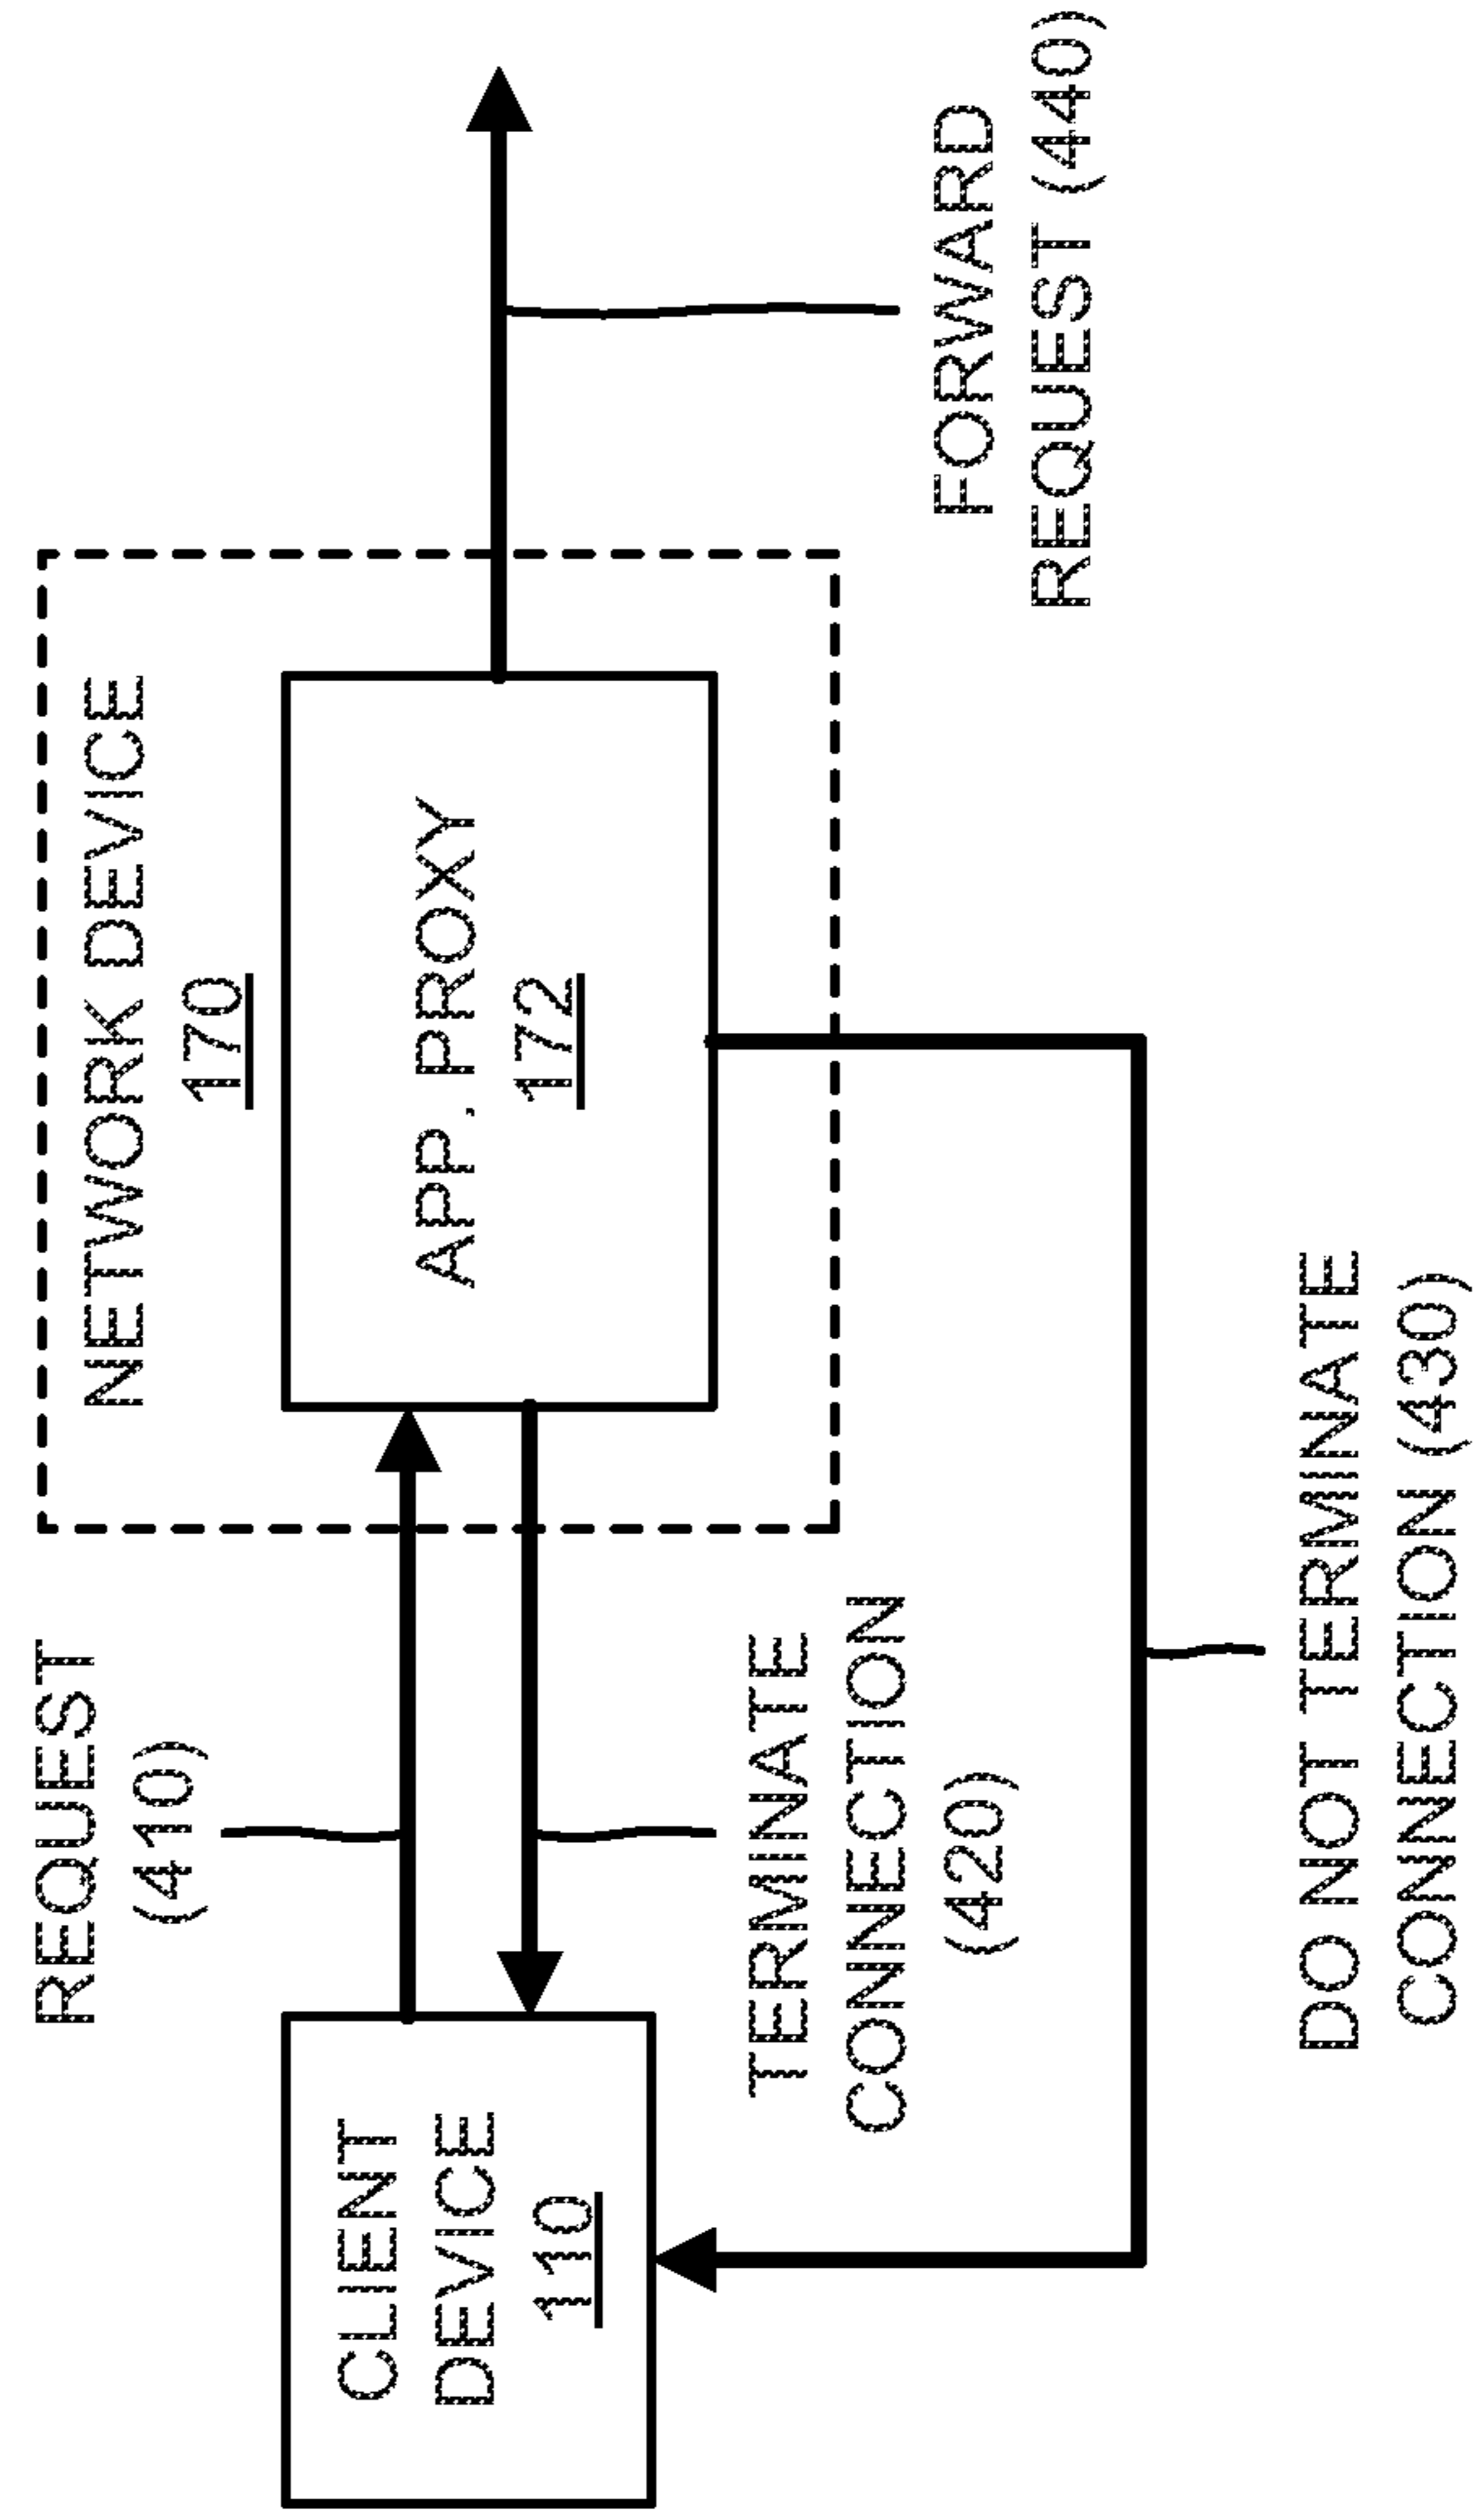 NETWORK DEVICE
170
REQUEST
(410)
CLIENT
DEVICE
110
APP. PROXY
172
TERMINATE
CONNECTION
(420)
FORWARD
REQUEST (440)
DO NOT TERMINATE
CONNECTION (430)